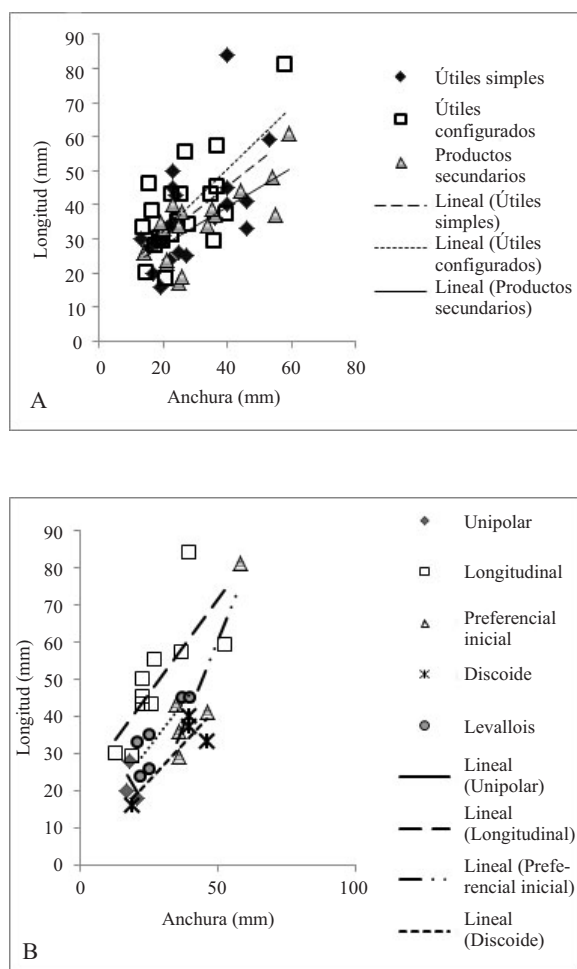 90
80
70
60
50
40
30
20
10
0
0 20 40 60 80
Longitud (mm)
Anchura (mm)
A
Útiles simples
Útiles
configurados
Productos
secundarios
Lineal (Útiles
simples)
Lineal (Útiles
configurados)
Lineal (Productos
secundarios)
90
80
70
60
50
40
30
20
10
0
0 50 100
Longitud (mm)
Anchura (mm)
B
Unipolar
Longitudinal
Preferencial
inicial
Discoide
Levallois
Lineal
(Unipolar)
Lineal
(Longitudinal)
Lineal (Prefe-
rencial inicial)
Lineal
(Discoide)